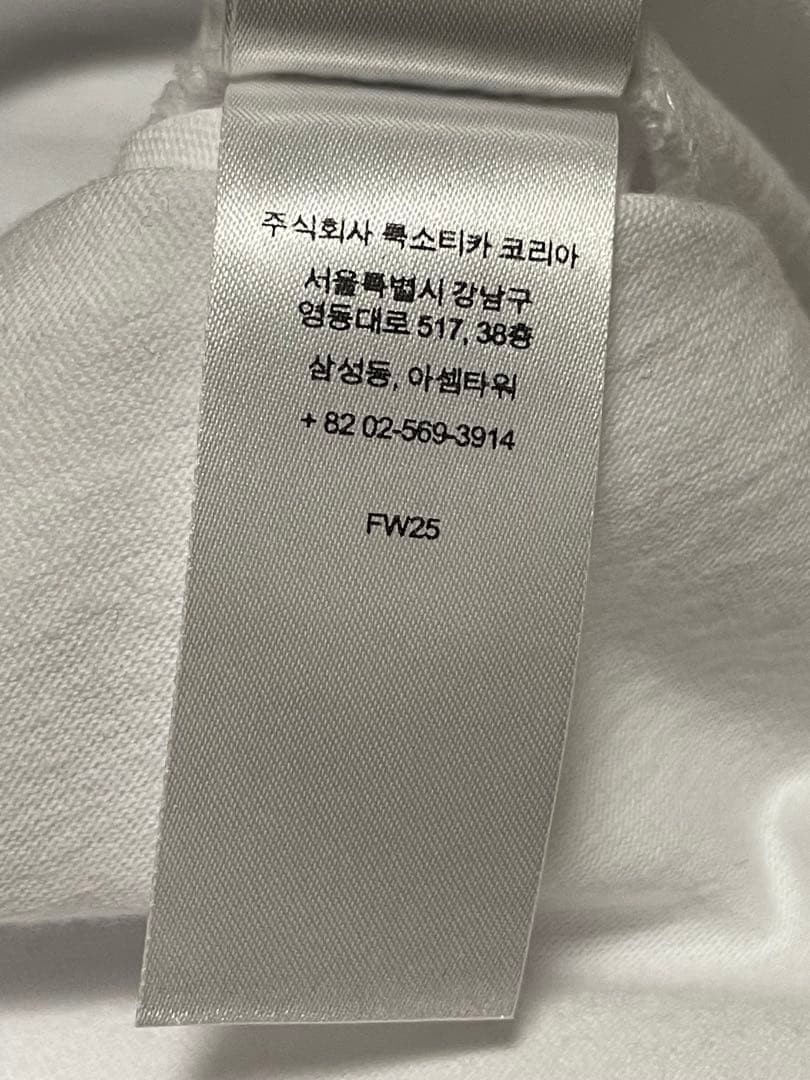 주식회사 룩소티카 코리아
서울특별시 강남구
영동대로 517, 38층
삼성동, 아셈타워
+ 82 02-569-3914
FW25